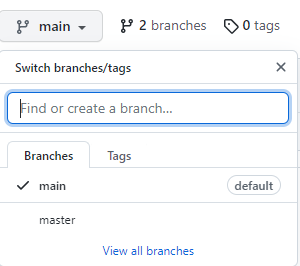 main 2 branches 0 tags
Switch branches/tags
Find or create a branch...
Branches Tags
main default
master
View all branches